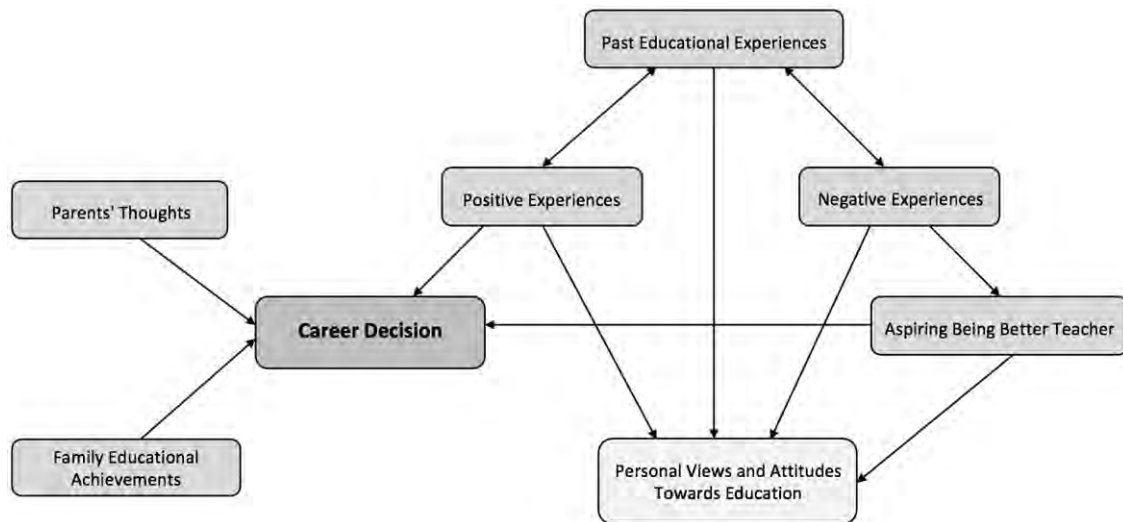 Past Educational Experiences
Positive Experiences
Negative Experiences
Parents' Thoughts
Career Decision
Aspiring Being Better Teacher
Family Educational
Achievements
Personal Views and Attitudes
Towards Education